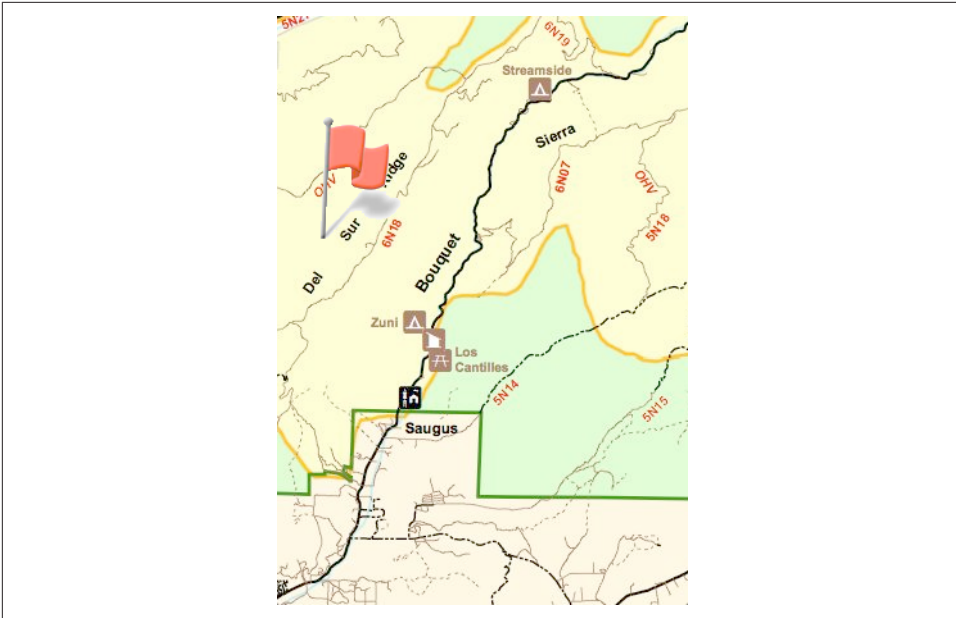 6N19
Streamside
Sierra
Ridge
OHV
6N07
OHV
Sur
6N18
5N18
Bouquet
Del
Zuni
Los
Cantilles
5N14
5N15
Saugus